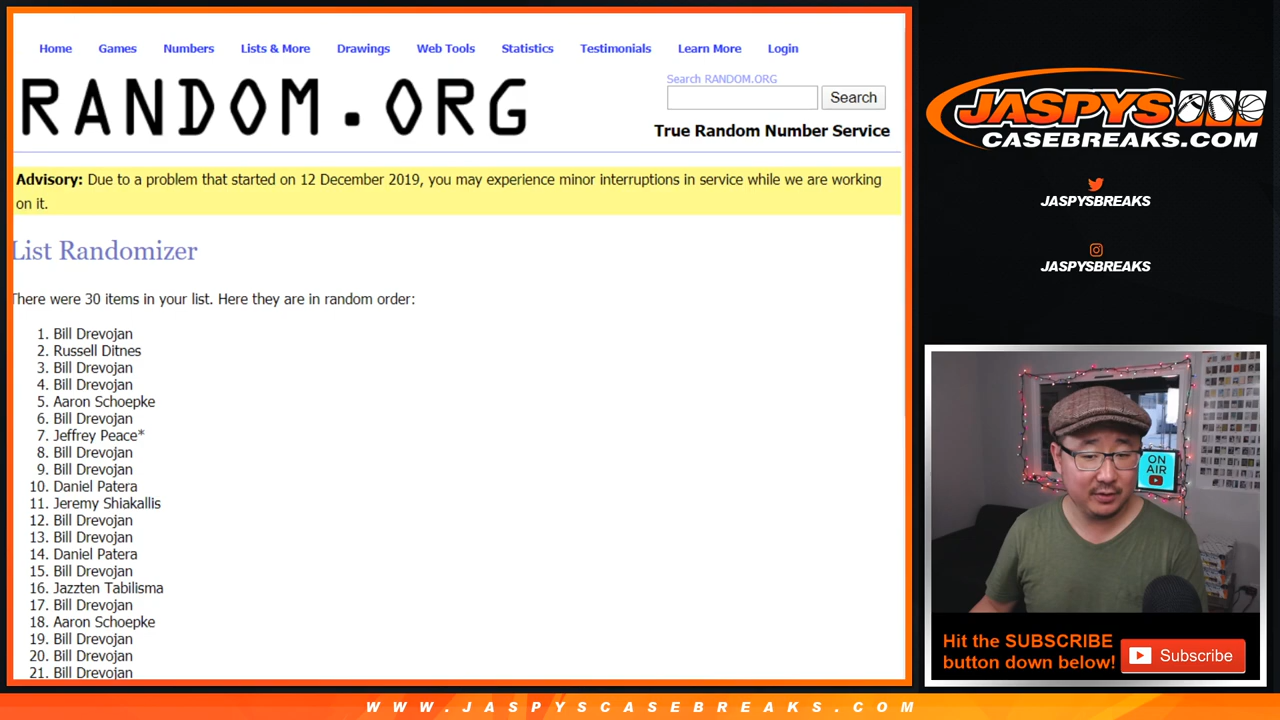 Home Games Numbers Lists & More Drawings Web Tools Statistics Testimonials Learn More Login
RANDOM.ORG
Search RANDOM.ORG
Search
True Random Number Service
Advisory: Due to a problem that started on 12 December 2019, you may experience minor interruptions in service while we are working
on it.
List Randomizer
There were 30 items in your list. Here they are in random order:
1. Bill Drevojan
2. Russell Ditnes
3. Bill Drevojan
4. Bill Drevojan
5. Aaron Schoepke
6. Bill Drevojan
7. Jeffrey Peace*
8. Bill Drevojan
9. Bill Drevojan
10. Daniel Patera
11. Jeremy Shiakallis
12. Bill Drevojan
13. Bill Drevojan
14. Daniel Patera
15. Bill Drevojan
16. Jazzten Tabilisma
17. Bill Drevojan
18. Aaron Schoepke
19. Bill Drevojan
20. Bill Drevojan
21. Bill Drevojan
JASPYS
CASEBREAKS.COM
JASPYSBREAKS
JASPYSBREAKS
ON
AIR
Hit the SUBSCRIBE
button down below!
Subscribe
WWW.JASPYSCASEBREAKS.COM